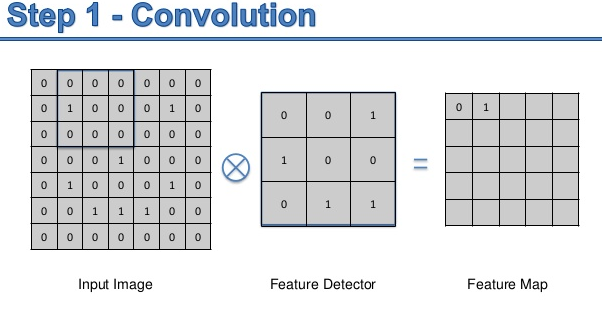 Step 1 - Convolution
0 0 0 0 0 0 0
0 1 0 0 0 1 0
0 0 0 0 0 0 0
0 0 0 1 0 0 0
0 1 0 0 0 1 0
0 0 1 1 1 0 0
0 0 0 0 0 0 0
0 0 1
1 0 0
0 1 1
=
0 1
Input Image
Feature Detector
Feature Map